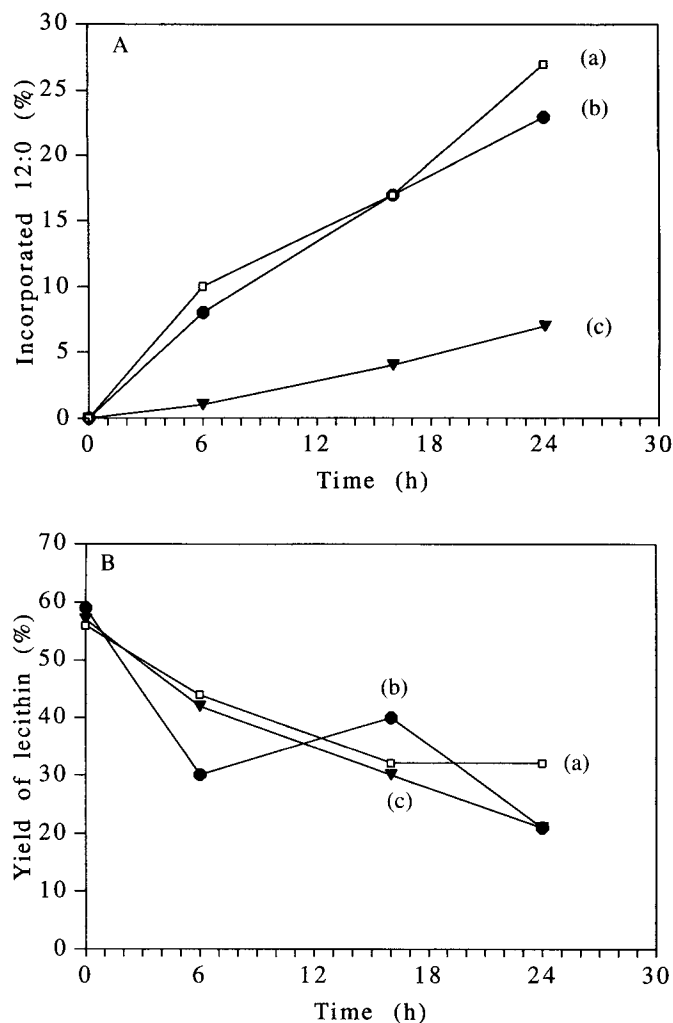 A
Incorporated 12:0 (%)
30
25
20
15
10
5
0
(a)
(b)
(c)
0 6 12 18 24 30
Time (h)
B
Yield of lecithin (%)
70
60
50
40
30
20
10
0
(b)
(a)
(c)
0 6 12 18 24 30
Time (h)